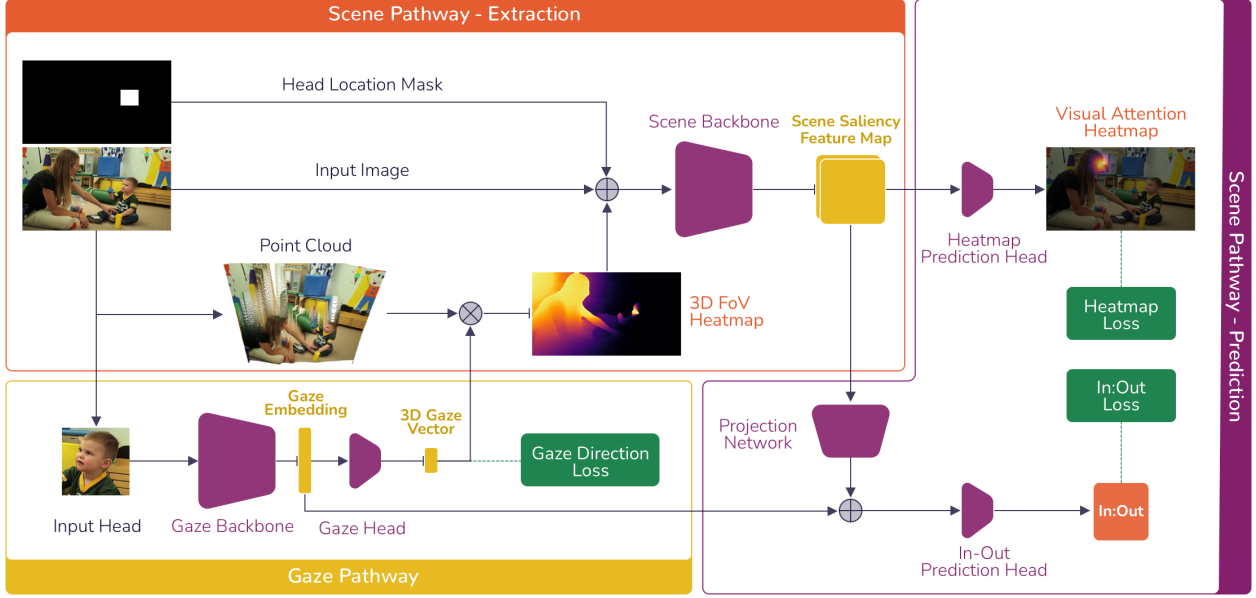 Scene Pathway - Extraction
Head Location Mask
Input Image
Scene Backbone
Scene Saliency
Feature Map
Point Cloud
3D FoV
Heatmap
Visual Attention
Heatmap
Heatmap
Prediction Head
Heatmap
Loss
In:Out
Loss
Scene Pathway - Prediction
Gaze
Embedding
3D Gaze
Vector
Gaze Direction
Loss
Input Head
Gaze Backbone
Gaze Head
Gaze Pathway
Projection
Network
In-Out
Prediction Head
In:Out